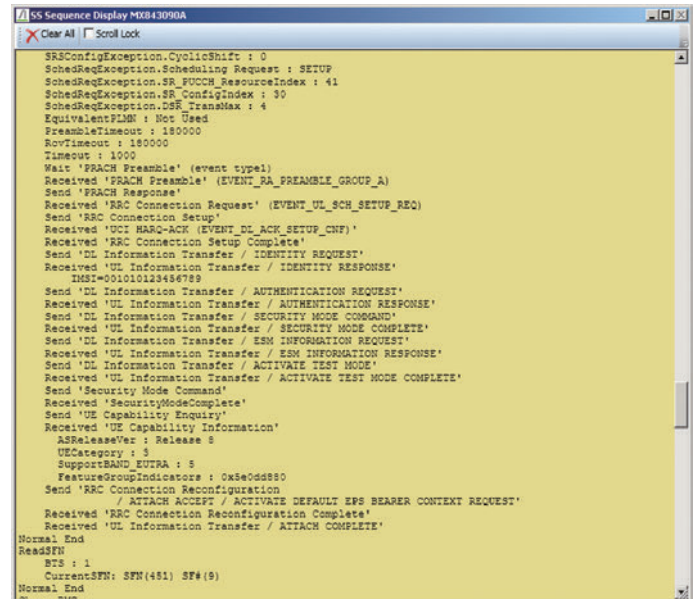 SS Sequence Display MX843090A
Clear All Scroll Lock
SRSConfigException.CyclicShift : 0
SchedReqException.Scheduling Request : SETUP
SchedReqException.SR_PUCCH_ResourceIndex : 41
SchedReqException.SR_ConfigIndex : 30
SchedReqException.DSR_TransMax : 4
EquivalentPLMN : Not Used
PreambleTimeout : 180000
RcvTimeout : 180000
Timeout : 1000
Wait 'PRACH Preamble' (event type1)
Received 'PRACH Preamble' (EVENT_RA_PREAMBLE_GROUP_A)
Send 'PRACH Response'
Received 'RRC Connection Request' (EVENT_UL_SCH_SETUP_REQ)
Send 'RRC Connection Setup'
Received 'UCI HARQ-ACK (EVENT_DL_ACK_SETUP_CNF)'
Received 'RRC Connection Setup Complete'
Send 'DL Information Transfer / IDENTITY REQUEST'
Received 'UL Information Transfer / IDENTITY RESPONSE'
IMSI=001010123456789
Send 'DL Information Transfer / AUTHENTICATION REQUEST'
Received 'UL Information Transfer / AUTHENTICATION RESPONSE'
Send 'DL Information Transfer / SECURITY MODE COMMAND'
Received 'UL Information Transfer / SECURITY MODE COMPLETE'
Send 'DL Information Transfer / ESM INFORMATION REQUEST'
Received 'UL Information Transfer / ESM INFORMATION RESPONSE'
Send 'DL Information Transfer / ACTIVATE TEST MODE'
Received 'UL Information Transfer / ACTIVATE TEST MODE COMPLETE'
Send 'Security Mode Command'
Received 'SecurityModeComplete'
Send 'UE Capability Enquiry'
Received 'UE Capability Information'
ASReleaseVer : Release 8
UECategory : 3
SupportBAND_EUTRA : 5
FeatureGroupIndicators : 0x5e0dd880
Send 'RRC Connection Reconfiguration
/ ATTACH ACCEPT / ACTIVATE DEFAULT EPS BEARER CONTEXT REQUEST'
Received 'RRC Connection Reconfiguration Complete'
Received 'UL Information Transfer / ATTACH COMPLETE'
Normal End
ReadSFN
BTS : 1
CurrentSFN: SFN(451) SF#(9)
Normal End